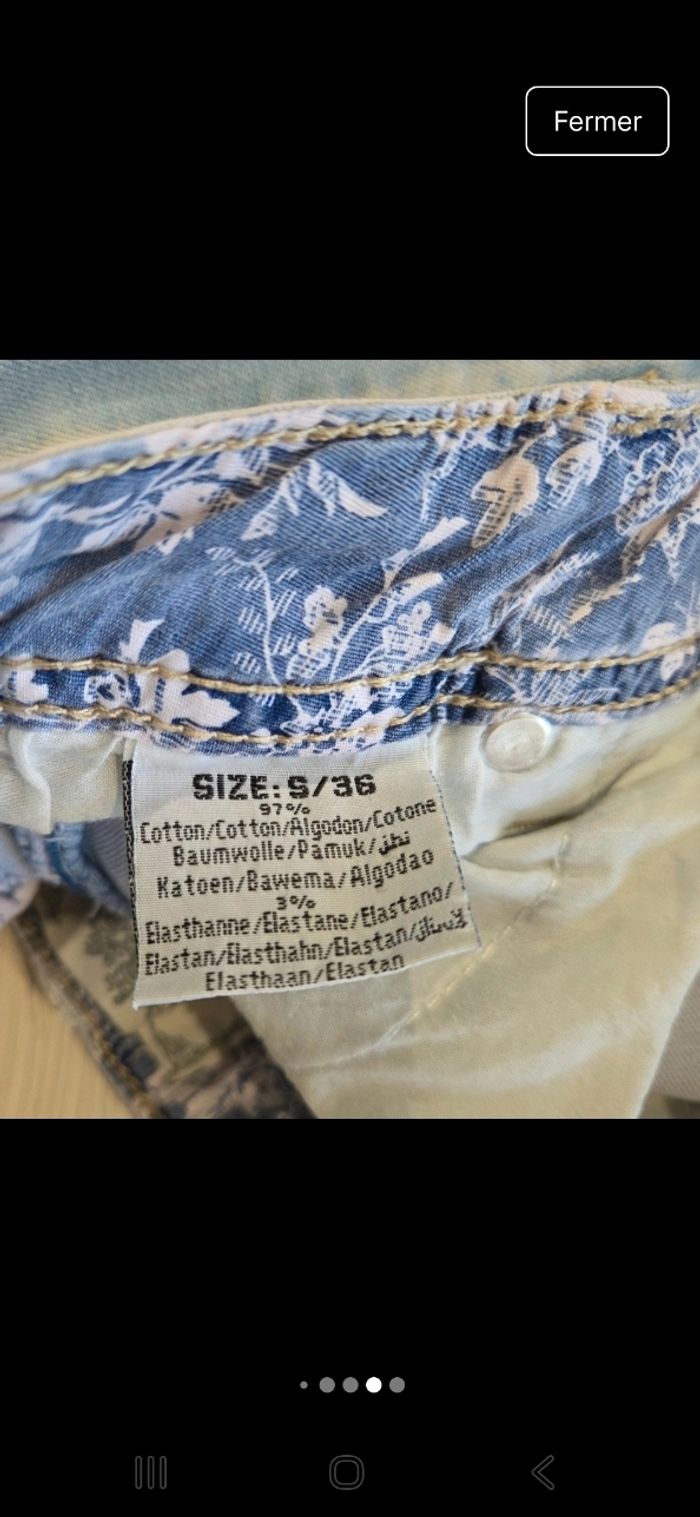 Fermer
SIZE: S/36
97%
Cotton/Cotton/Algodon/Cotone
Baumwolle/Pamuk/
Katoen/Bawema/Algodao
3%
Elasthanne/Elastane/Elastano/
Elastan/Elasthahn/Elastan/
Elasthaan/Elastan